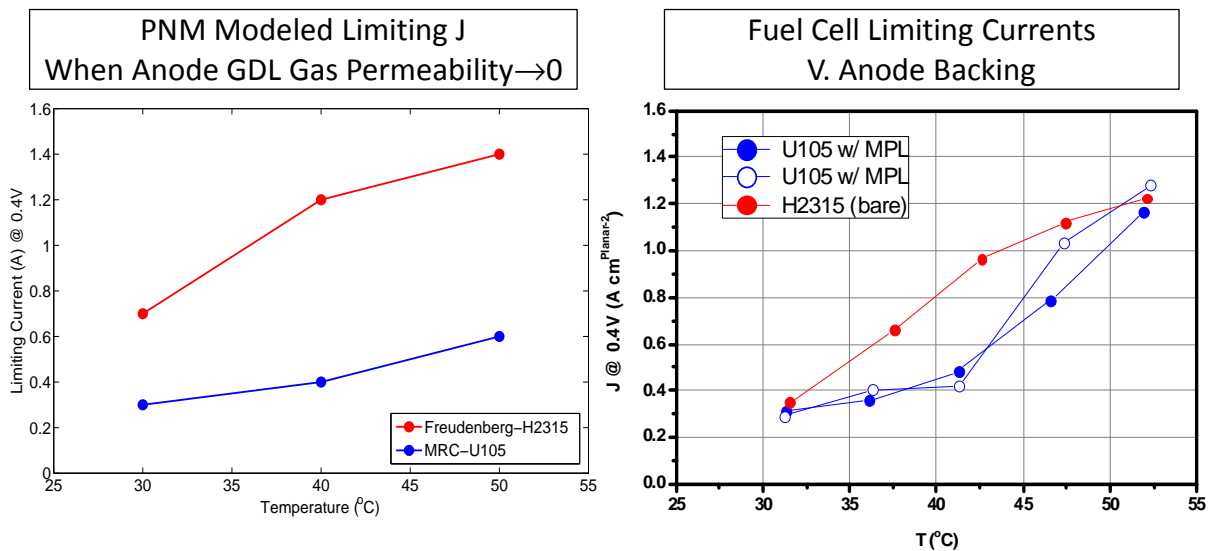 PNM Modeled Limiting J
When Anode GDL Gas Permeability→0
Fuel Cell Limiting Currents
V. Anode Backing
1.6
1.4
1.2
1
0.8
0.6
0.4
0.2
0
25
30
35
40
45
50
55
Limiting Current (A) @ 0.4V
Temperature (°C)
Freudenberg−H2315
MRC−U105
1.6
1.4
1.2
1.0
0.8
0.6
0.4
0.2
0.0
25
30
35
40
45
50
55
J @ 0.4V (A cm^Planar-2)
T (°C)
U105 w/ MPL
U105 w/ MPL
H2315 (bare)